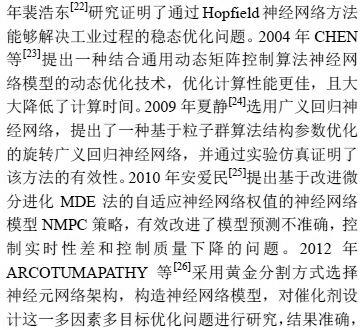 年裴浩东[22]研究证明了通过 Hopfield 神经网络方法
能够解决工业过程的稳态优化问题。2004 年 CHEN
等[23]提出一种结合通用动态矩阵控制算法神经网
络模型的动态优化技术，优化计算性能更佳，且大
大降低了计算时间。2009 年夏静[24]选用广义回归神
经网络，提出了一种基于粒子群算法结构参数优化
的旋转广义回归神经网络，并通过实验仿真证明了
该方法的有效性。2010 年安爱民[25]提出基于改进微
分进化 MDE 法的自适应神经网络权值的神经网络
模型 NMPC 策略，有效改进了模型预测不准确，控
制实时性差和控制质量下降的问题。2012 年
ARCOTUMAPATHY 等[26]采用黄金分割方式选择
神经元网络架构，构造神经网络模型，对催化剂设
计这一多因素多目标优化问题进行研究，结果准确，